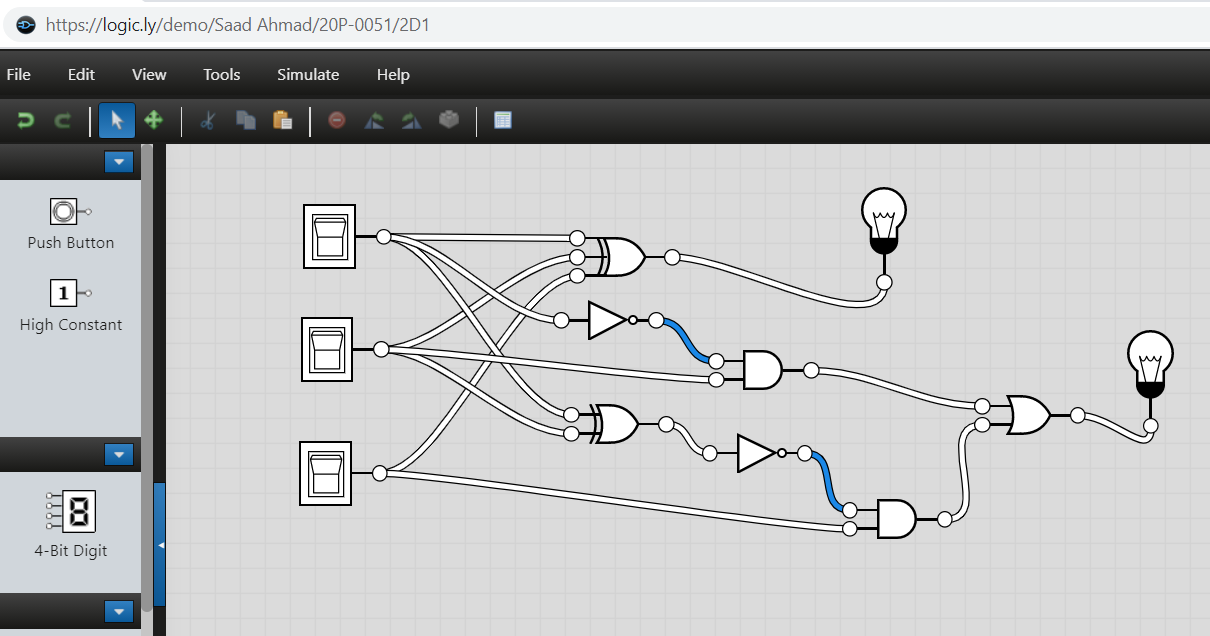 https://logic.ly/demo/Saad Ahmad/20P-0051/2D1
File Edit View Tools Simulate Help
Push Button
1
High Constant
8
4-Bit Digit